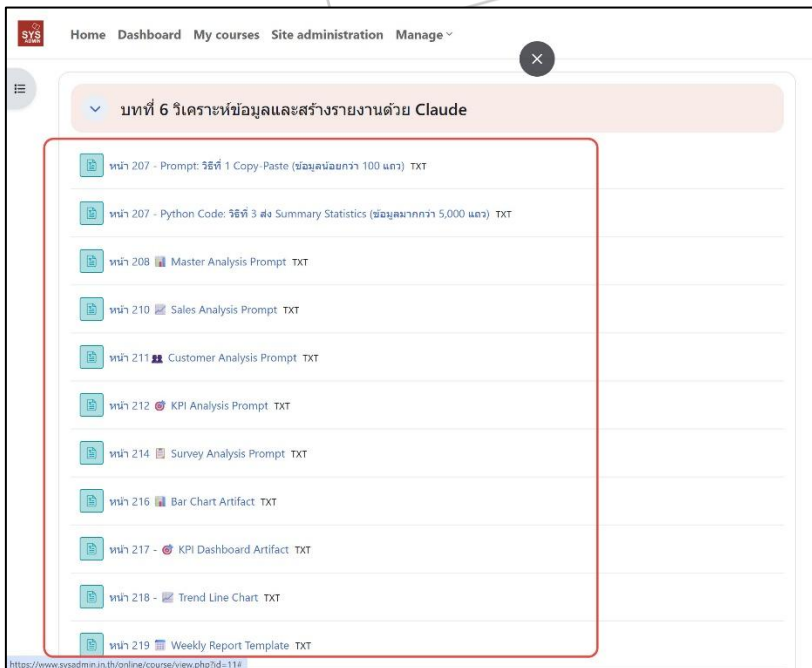 SYS
ADMIN
Home Dashboard My courses Site administration Manage
บทที่ 6 วิเคราะห์ข้อมูลและสร้างรายงานด้วย Claude
หน้า 207 - Prompt: วิธีที่ 1 Copy-Paste (ข้อมูลน้อยกว่า 100 แถว) TXT
หน้า 207 - Python Code: วิธีที่ 3 ส่ง Summary Statistics (ข้อมูลมากกว่า 5,000 แถว) TXT
หน้า 208 📊 Master Analysis Prompt TXT
หน้า 210 📈 Sales Analysis Prompt TXT
หน้า 211 👥 Customer Analysis Prompt TXT
หน้า 212 🎯 KPI Analysis Prompt TXT
หน้า 214 📋 Survey Analysis Prompt TXT
หน้า 216 📊 Bar Chart Artifact TXT
หน้า 217 - 🎯 KPI Dashboard Artifact TXT
หน้า 218 - 📈 Trend Line Chart TXT
หน้า 219 📅 Weekly Report Template TXT
https://www.sysadmin.in.th/online/course/view.php?id=11#